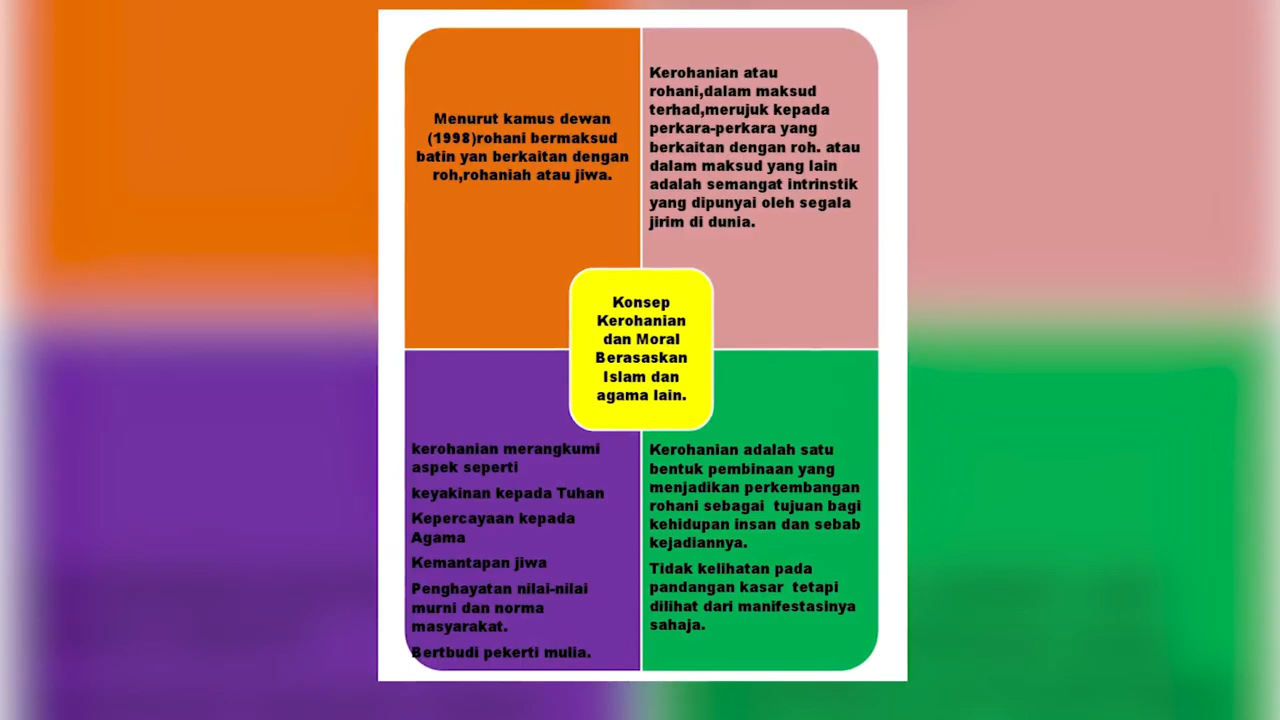 Menurut kamus dewan
(1998)rohani bermaksud
batin yan berkaitan dengan
roh,rohaniah atau jiwa.
Kerohanian atau
rohani,dalam maksud
terhad,merujuk kepada
perkara-perkara yang
berkaitan dengan roh. atau
dalam maksud yang lain
adalah semangat intrinstik
yang dipunyai oleh segala
jirim di dunia.
Konsep
Kerohanian
dan Moral
Berasaskan
Islam dan
agama lain.
kerohanian merangkumi
aspek seperti
keyakinan kepada Tuhan
Kepercayaan kepada
Agama
Kemantapan jiwa
Penghayatan nilai-nilai
murni dan norma
masyarakat.
Bertbudi pekerti mulia.
Kerohanian adalah satu
bentuk pembinaan yang
menjadikan perkembangan
rohani sebagai  tujuan bagi
kehidupan insan dan sebab
kejadiannya.
Tidak kelihatan pada
pandangan kasar  tetapi
dilihat dari manifestasinya
sahaja.